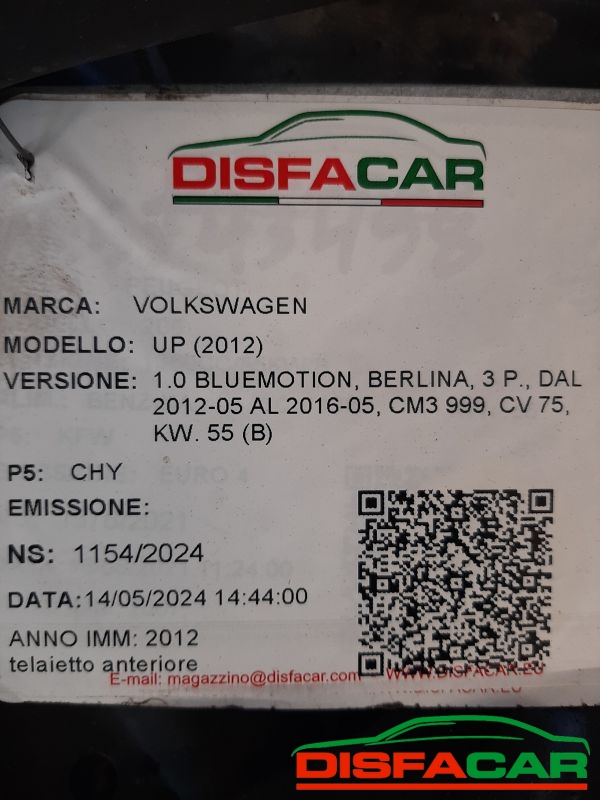 DISFACAR
MARCA: VOLKSWAGEN
MODELLO: UP (2012)
VERSIONE: 1.0 BLUEMOTION, BERLINA, 3 P., DAL
2012-05 AL 2016-05, CM3 999, CV 75,
KW. 55 (B)
P5: CHY
EURO 4
EMISSIONE:
NS: 1154/2024
DATA:14/05/2024 14:44:00
ANNO IMM: 2012
telaietto anteriore
E-mail: magazzino@disfacar.com
WWW.DISFACAR.EU
DISFACAR